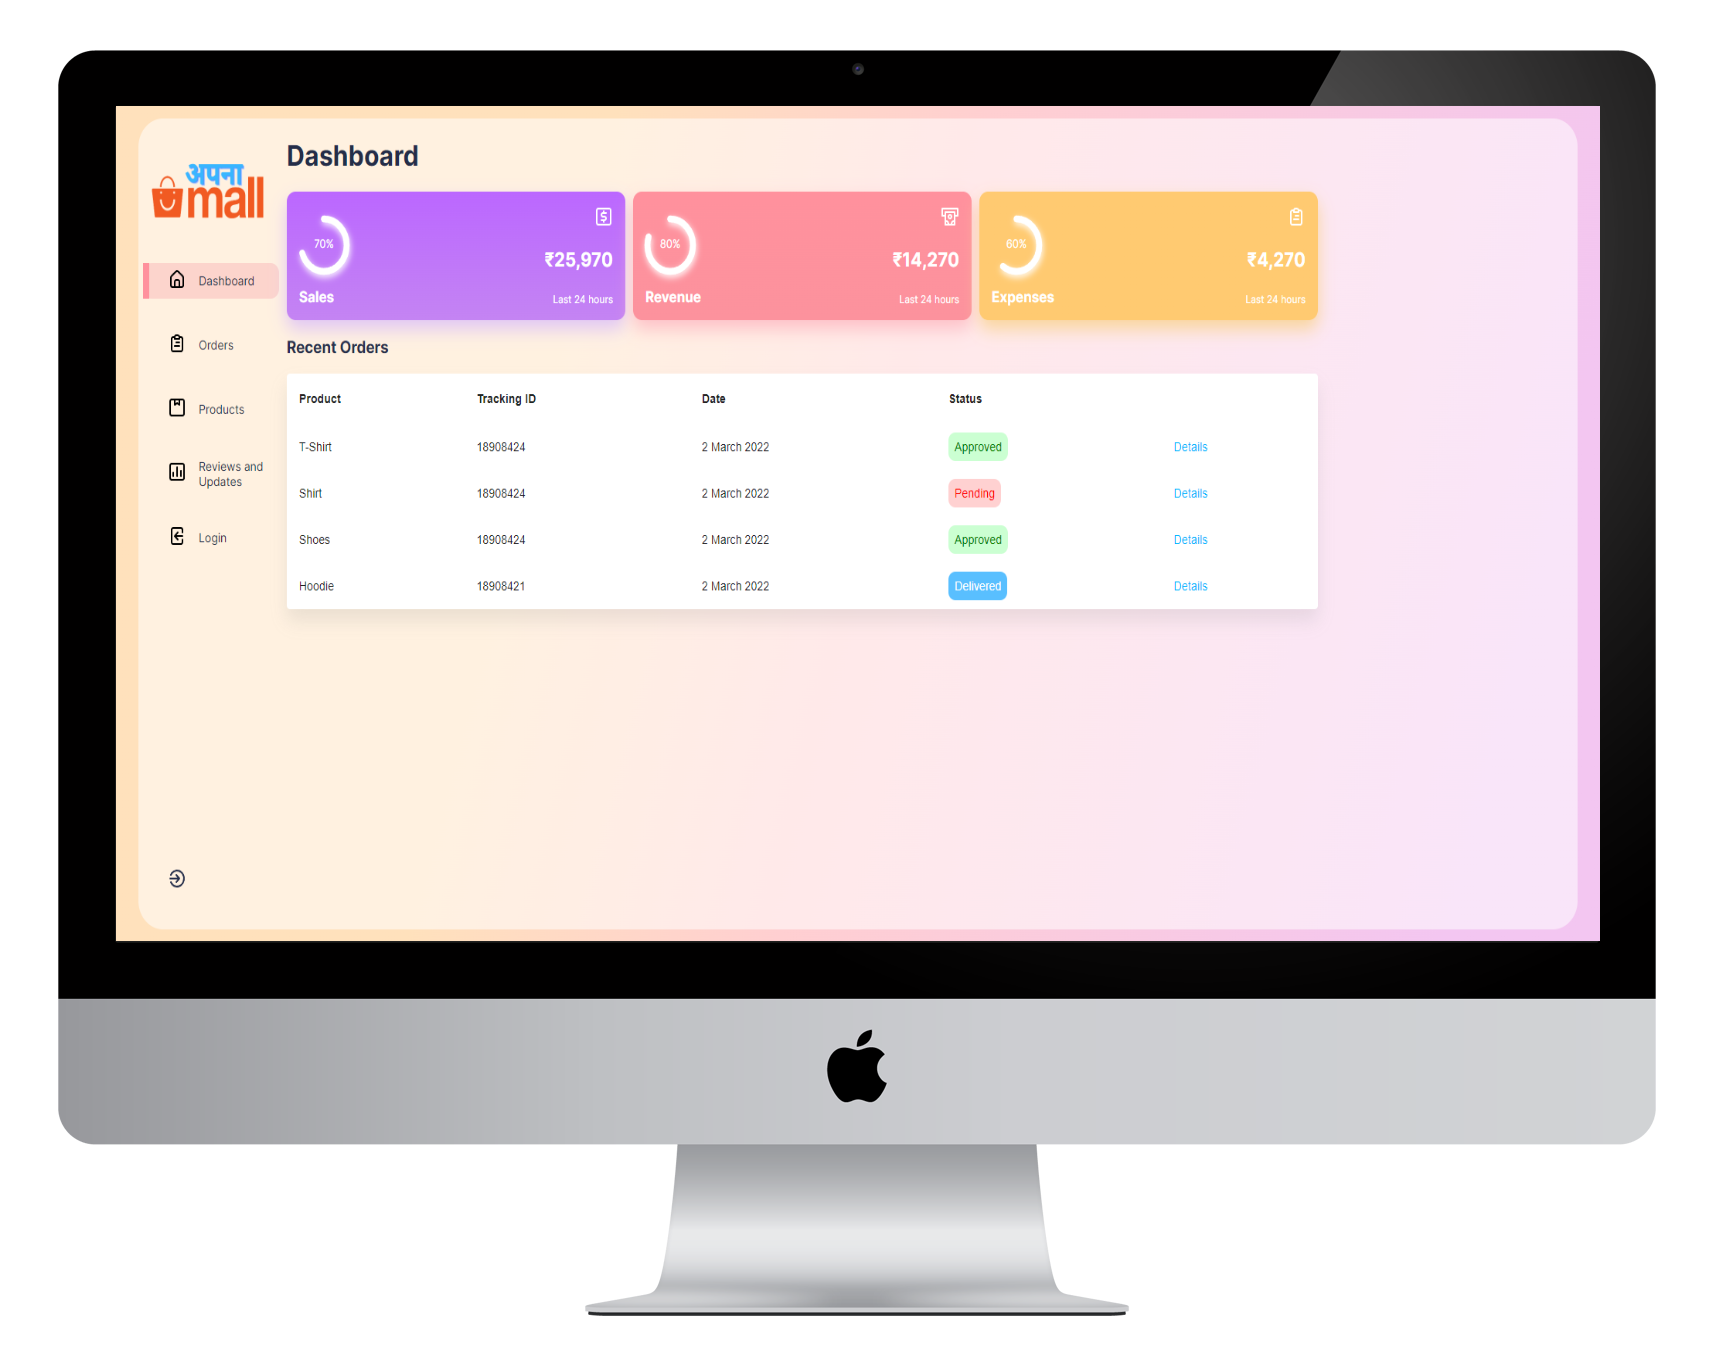 अपना
mall
Dashboard
Orders
Products
Reviews and
Updates
Login
Dashboard
70%
₹25,970
Sales
Last 24 hours
80%
₹14,270
Revenue
Last 24 hours
60%
₹4,270
Expenses
Last 24 hours
Recent Orders
Product Tracking ID Date Status
T-Shirt 18908424 2 March 2022 Approved Details
Shirt 18908424 2 March 2022 Pending Details
Shoes 18908424 2 March 2022 Approved Details
Hoodie 18908421 2 March 2022 Delivered Details